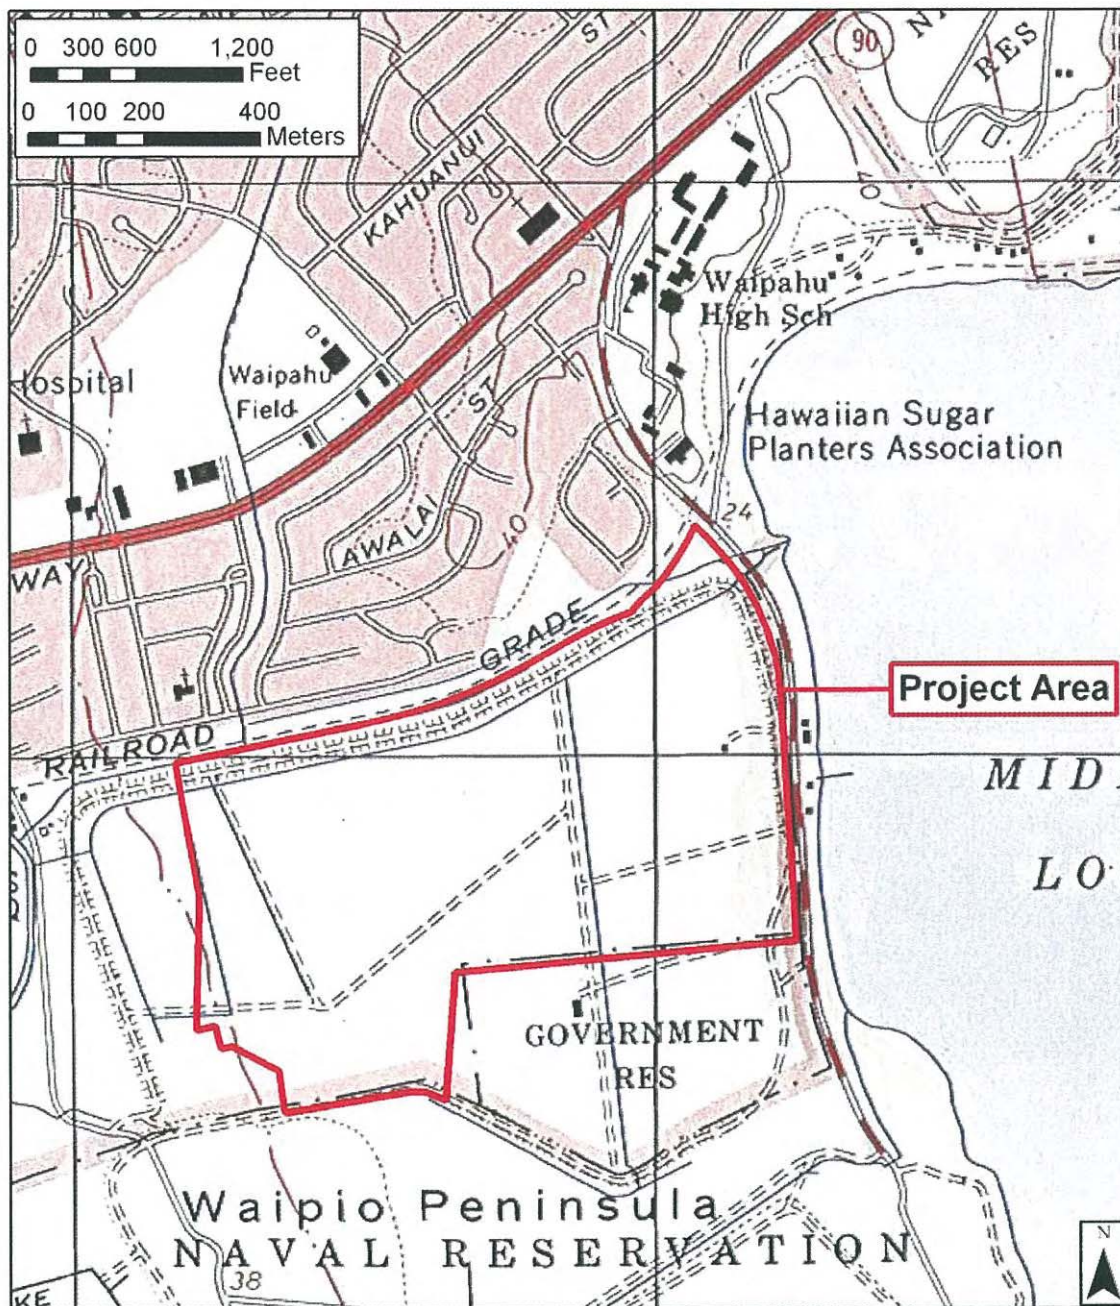 0 300 600 1,200
Feet
0 100 200 400
Meters
ST
90
RES
KAHUANUI
Waipahu
High Sch
40
Hospital
Waipahu
Field
ST
Hawaiian Sugar
Planters Association
AWALAI
40
24
WAY
GRADE
Project Area
RAILROAD
MID
LO
GOVERNMENT
RES
Waipio Peninsula
NAVAL RESERVATION
38
KE
N